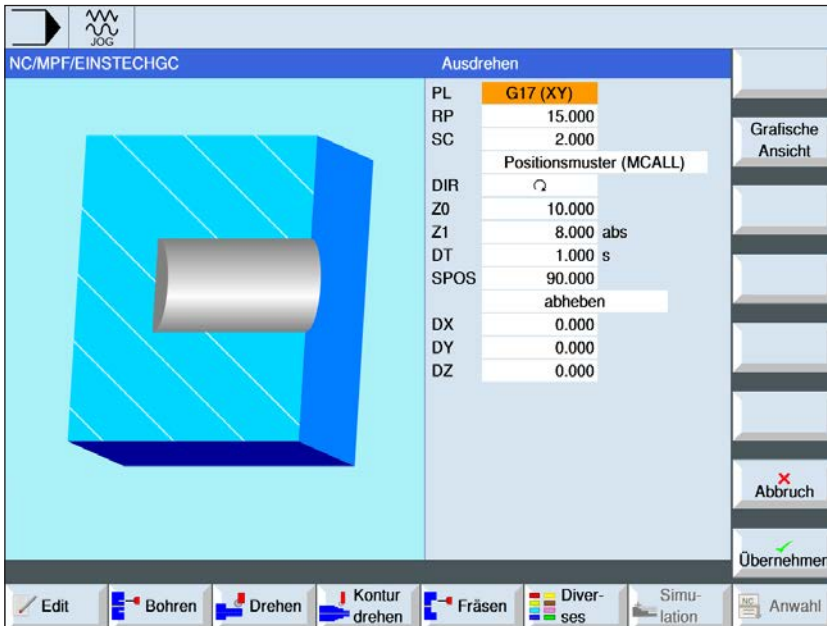 JOG
NC/MPF/EINSTECHGC
Ausdrehen
PL G17 (XY)
RP 15.000
SC 2.000
Positionsmuster (MCALL)
DIR
Z0 10.000
Z1 8.000 abs
DT 1.000 s
SPOS 90.000
abheben
DX 0.000
DY 0.000
DZ 0.000
Grafische
Ansicht
Abbruch
Übernehmen
Edit
Bohren
Drehen
Kontur
drehen
Fräsen
Diver-
ses
Simu-
lation
NC
Anwahl